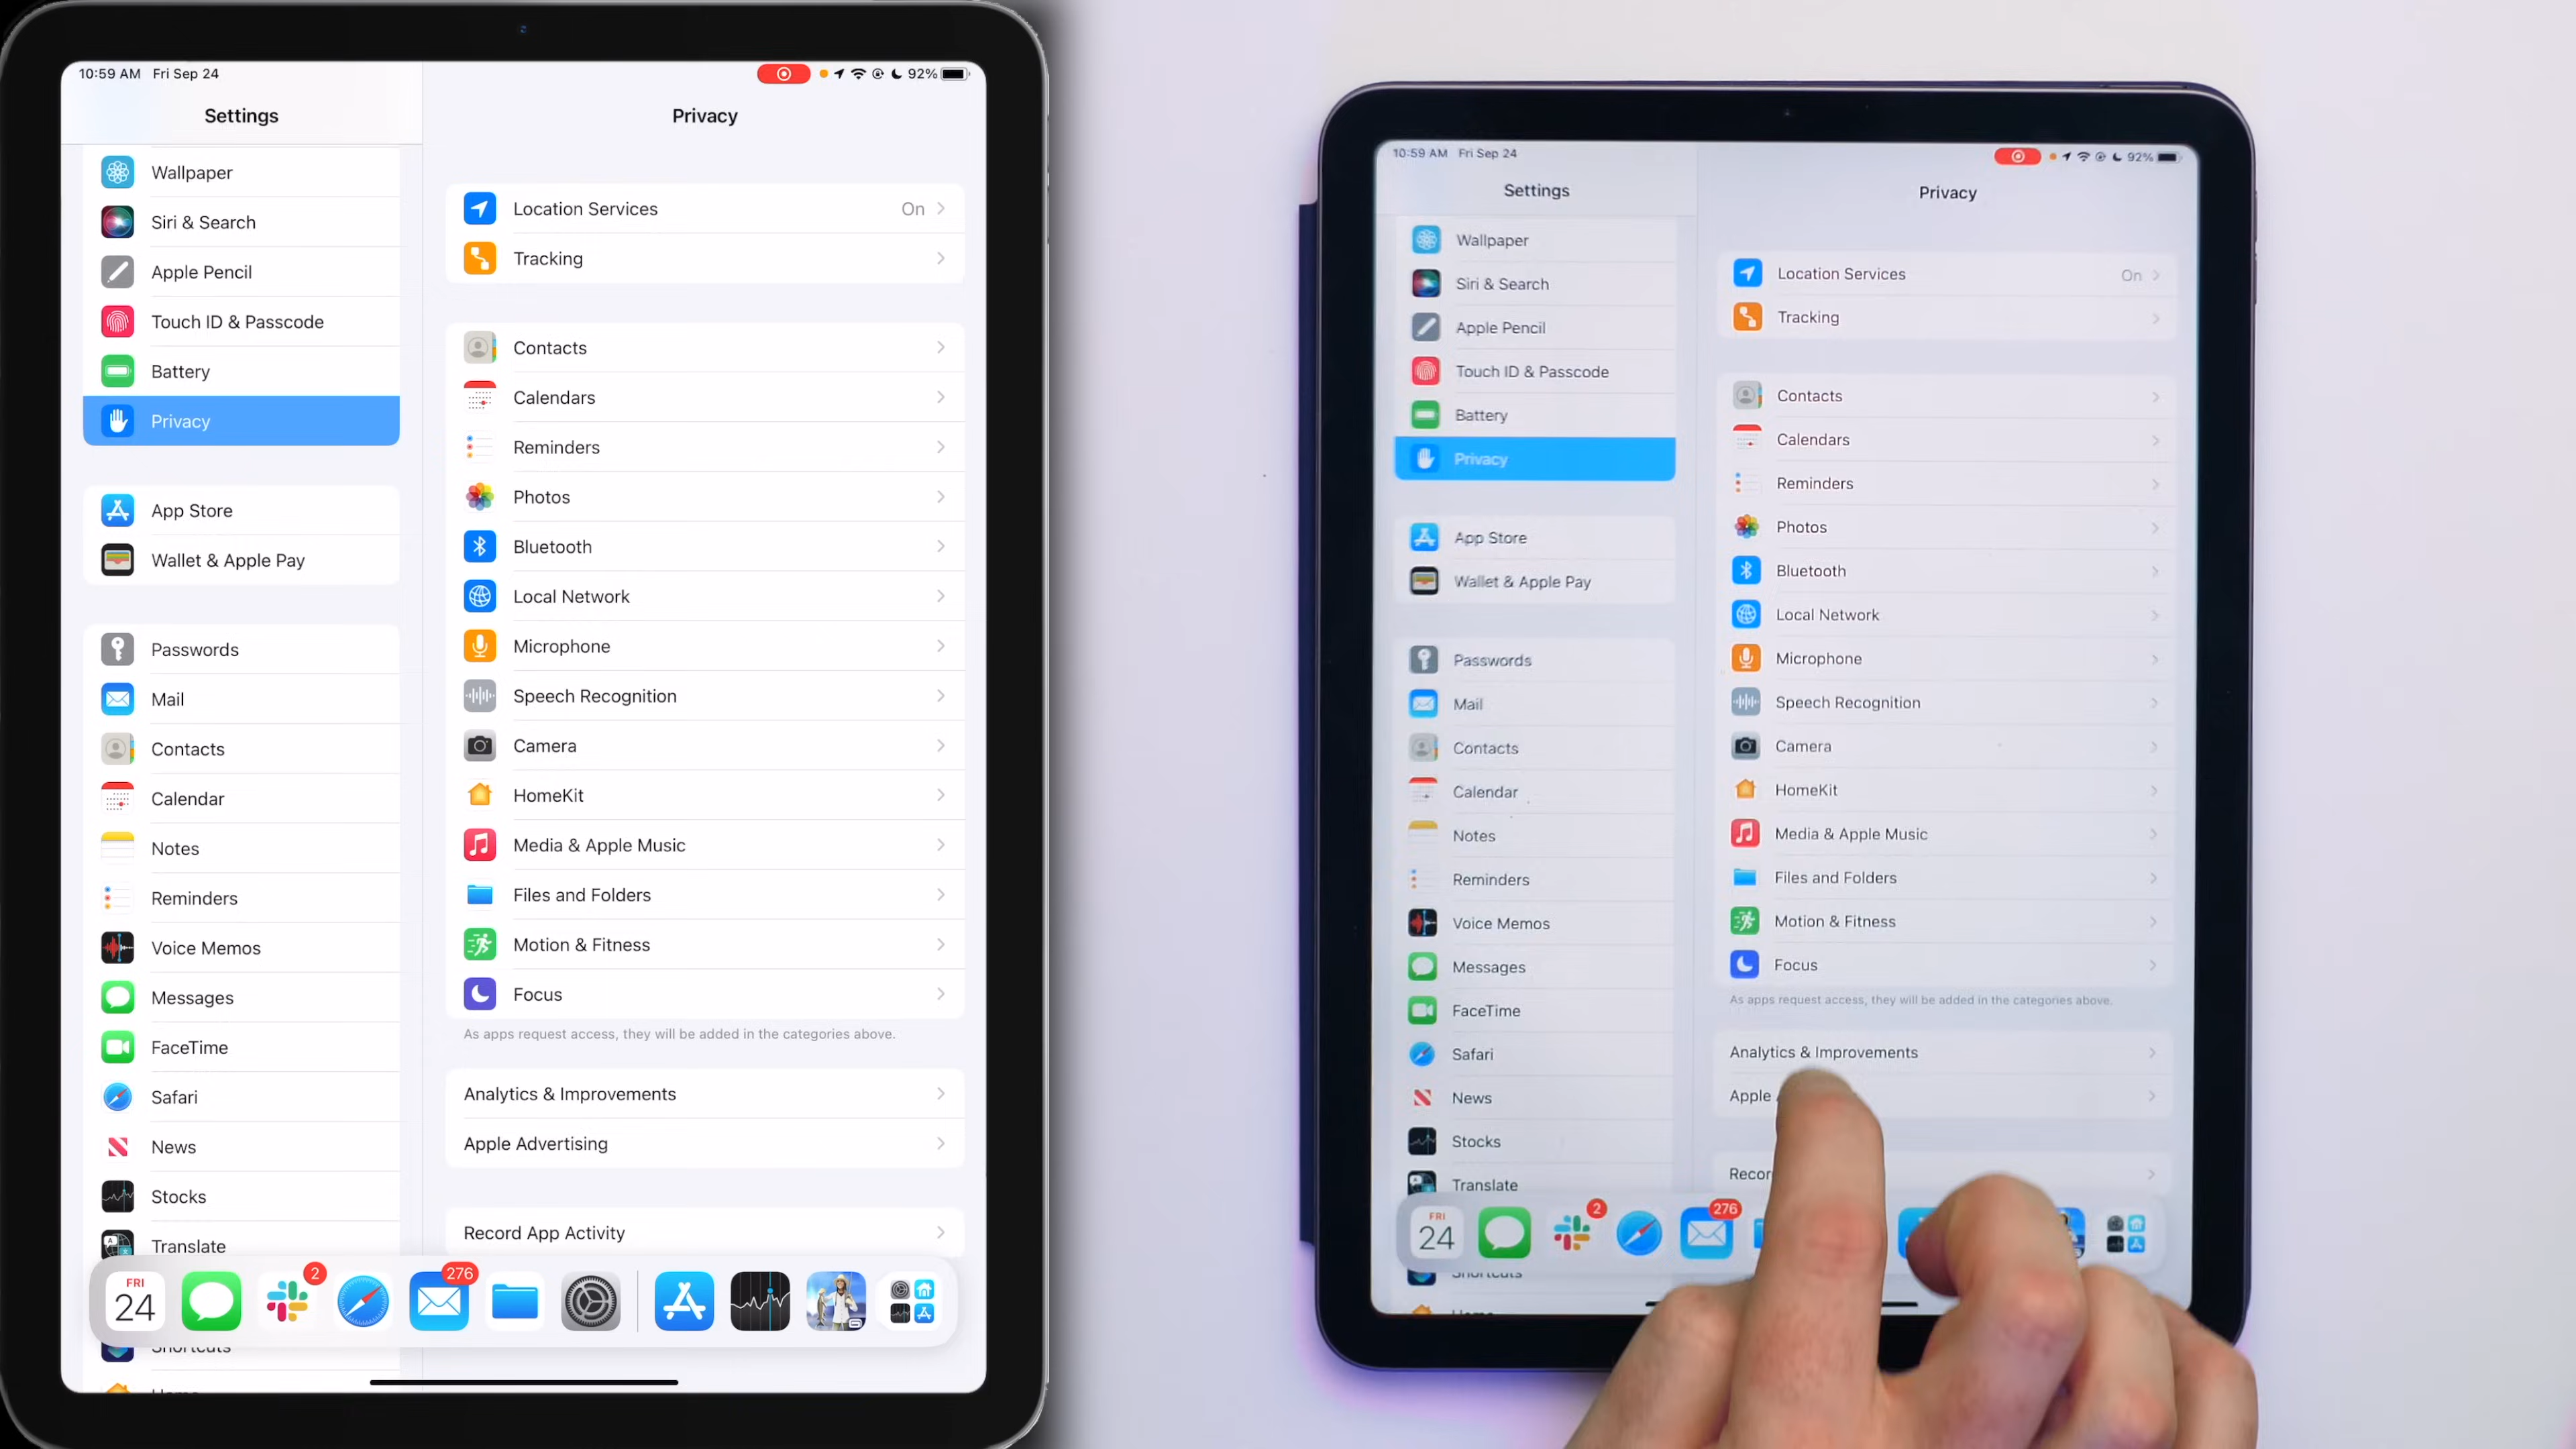 10:59 AM Fri Sep 24
92%
Settings
Wallpaper
Siri & Search
Apple Pencil
Touch ID & Passcode
Battery
Privacy
App Store
Wallet & Apple Pay
Passwords
Mail
Contacts
Calendar
Notes
Reminders
Voice Memos
Messages
FaceTime
Safari
News
Stocks
Translate
Shortcuts
Privacy
Location Services On
Tracking
Contacts
Calendars
Reminders
Photos
Bluetooth
Local Network
Microphone
Speech Recognition
Camera
HomeKit
Media & Apple Music
Files and Folders
Motion & Fitness
Focus
As apps request access, they will be added in the categories above.
Analytics & Improvements
Apple Advertising
Record App Activity
FRI
24
2
276
10:59 AM Fri Sep 24
92%
Settings
Wallpaper
Siri & Search
Apple Pencil
Touch ID & Passcode
Battery
Privacy
App Store
Wallet & Apple Pay
Passwords
Mail
Contacts
Calendar
Notes
Reminders
Voice Memos
Messages
FaceTime
Safari
News
Stocks
Translate
Shortcuts
Privacy
Location Services On
Tracking
Contacts
Calendars
Reminders
Photos
Bluetooth
Local Network
Microphone
Speech Recognition
Camera
HomeKit
Media & Apple Music
Files and Folders
Motion & Fitness
Focus
As apps request access, they will be added in the categories above.
Analytics & Improvements
Apple
Recor
FRI
24
2
276